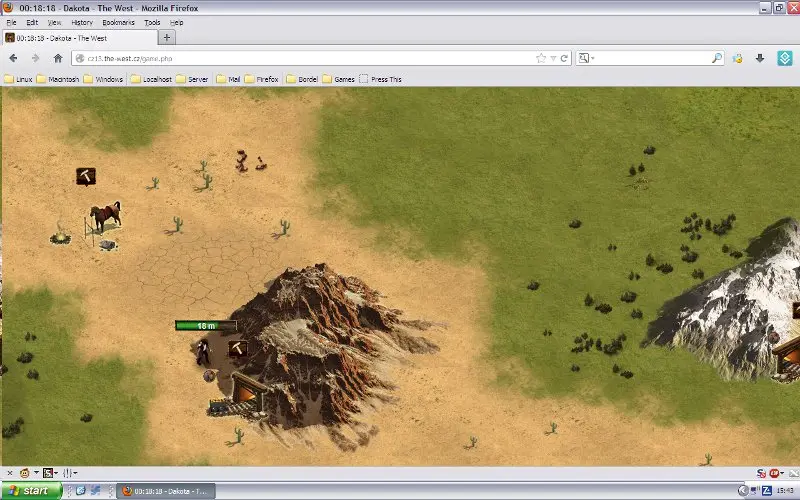 00:18:18 - Dakota - The West - Mozilla Firefox
File Edit View History Bookmarks Tools Help
00:18:18 - Dakota - The West
cz15.the-west.cz/game.php
Linux Macintosh Windows Localhost Server Mail Firefox Bordel Games Press This
18 m
start 00:18:18 - Dakota - T... 15:43